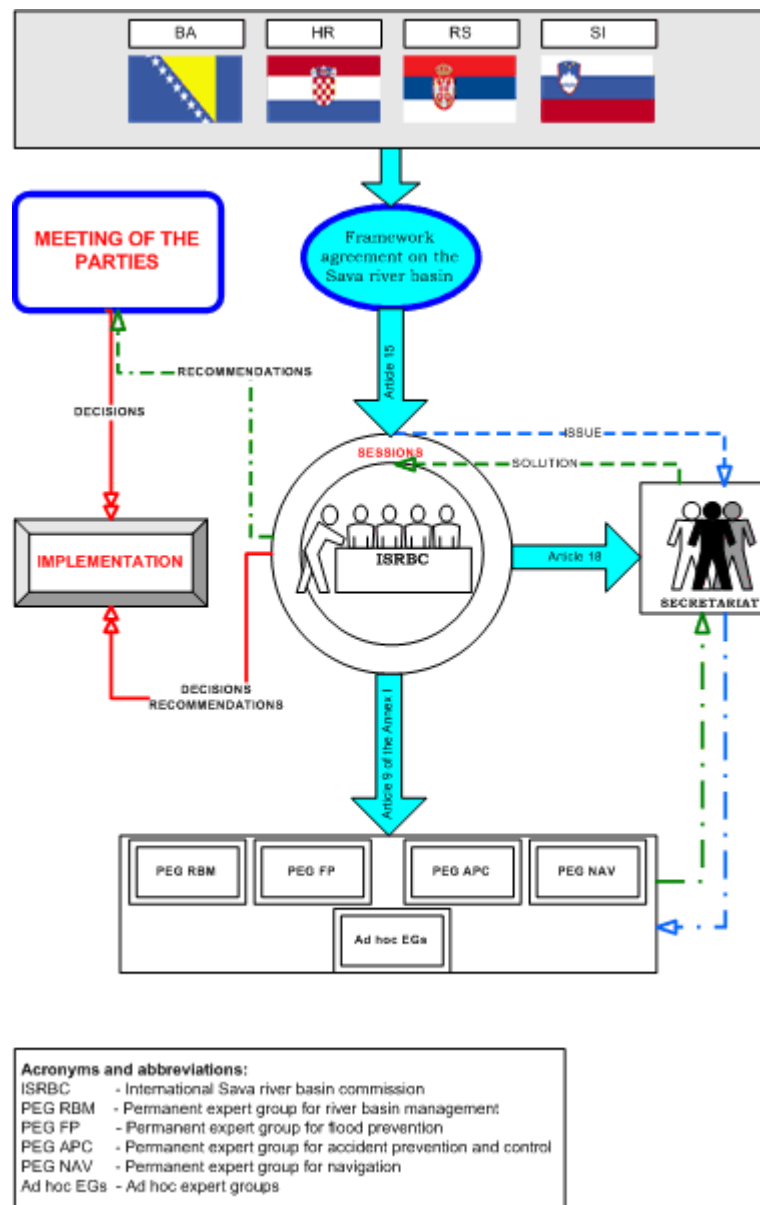 BA
HR
RS
SI
MEETING OF THE
PARTIES
Framework
agreement on the
Sava river basin
RECOMMENDATIONS
Article 15
DECISIONS
ISSUE
SESSIONS
SOLUTION
IMPLEMENTATION
ISRBC
Article 18
SECRETARIAT
DECISIONS
RECOMMENDATIONS
Article 9 of the Annex I
PEG RBM
PEG FP
PEG APC
PEG NAV
Ad hoc EGs
Acronyms and abbreviations:
ISRBC - International Sava river basin commission
PEG RBM - Permanent expert group for river basin management
PEG FP - Permanent expert group for flood prevention
PEG APC - Permanent expert group for accident prevention and control
PEG NAV - Permanent expert group for navigation
Ad hoc EGs - Ad hoc expert groups